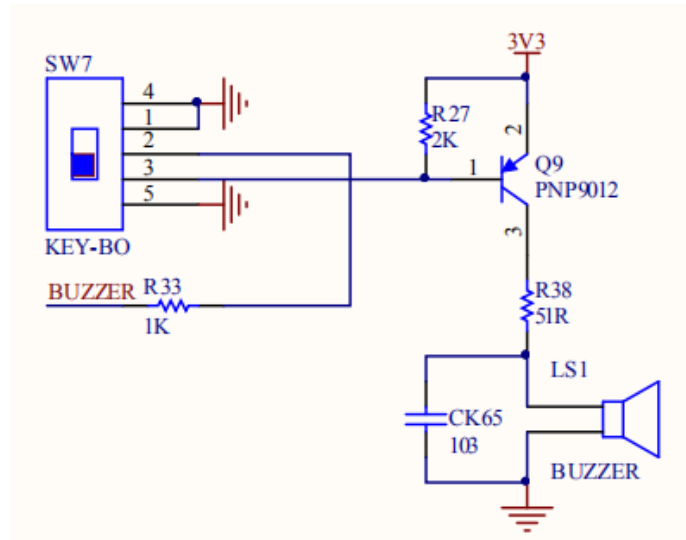 3V3
SW7
4
1
2
3
5
KEY-BO
R27
2K
2
1
Q9
PNP9012
3
BUZZER
R33
1K
R38
51R
LS1
CK65
103
BUZZER